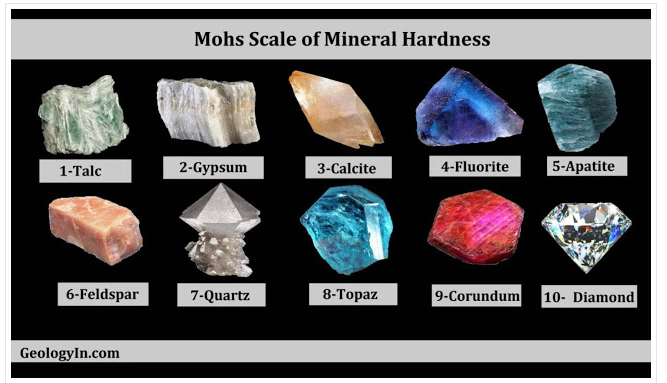 Mohs Scale of Mineral Hardness
1-Talc
2-Gypsum
3-Calcite
4-Fluorite
5-Apatite
6-Feldspar
7-Quartz
8-Topaz
9-Corundum
10- Diamond
GeologyIn.com